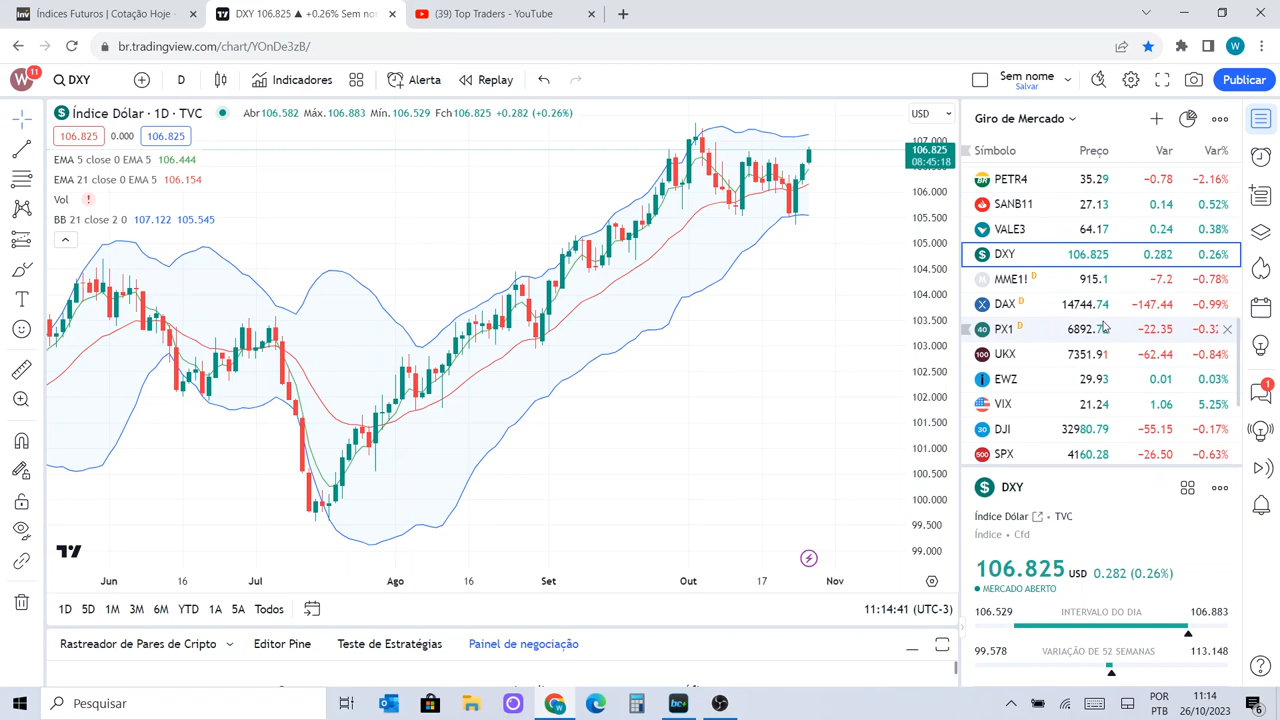 Índices Futuros | Cotação Hoje -
DXY 106.825 ▲ +0.26% Sem nom
(39) Top Traders - YouTube
br.tradingview.com/chart/YOnDe3zB/
W
W 11
DXY
D
Indicadores
Alerta
Replay
Sem nome
Salvar
Publicar
Índice Dólar · 1D · TVC
Abr106.582 Máx.106.883 Mín.106.529 Fch106.825 +0.282 (+0.26%)
USD
106.825 0.000 106.825
EMA 5 close 0 EMA 5 106.444
EMA 21 close 0 EMA 5 106.154
Vol
BB 21 close 2 0 107.122 105.545
107.000
106.825
08:45:18
106.000
105.500
105.000
104.500
104.000
103.500
103.000
102.500
102.000
101.500
101.000
100.500
100.000
99.500
99.000
Jun 16 Jul Ago 16 Set Out 17 Nov
1D 5D 1M 3M 6M YTD 1A 5A Todos
11:14:41 (UTC-3)
Rastreador de Pares de Cripto Editor Pine Teste de Estratégias Painel de negociação
Giro de Mercado
Símbolo Preço Var Var%
PETR4 35.29 −0.78 −2.16%
SANB11 27.13 0.14 0.52%
VALE3 64.17 0.24 0.38%
DXY 106.825 0.282 0.26%
MME1! D 915.1 −7.2 −0.78%
DAX D 14744.74 −147.44 −0.99%
PX1 D 6892.7 −22.35 −0.32
UKX 7351.91 −62.44 −0.84%
EWZ 29.93 0.01 0.03%
VIX 21.24 1.06 5.25%
DJI 32980.79 −55.15 −0.17%
SPX 4160.28 −26.50 −0.63%
DXY
Índice Dólar · TVC
Índice · Cfd
106.825 USD 0.282 (0.26%)
MERCADO ABERTO
106.529 INTERVALO DO DIA 106.883
99.578 VARIAÇÃO DE 52 SEMANAS 113.148
1
Pesquisar
POR
PTB
11:14
26/10/2023
6